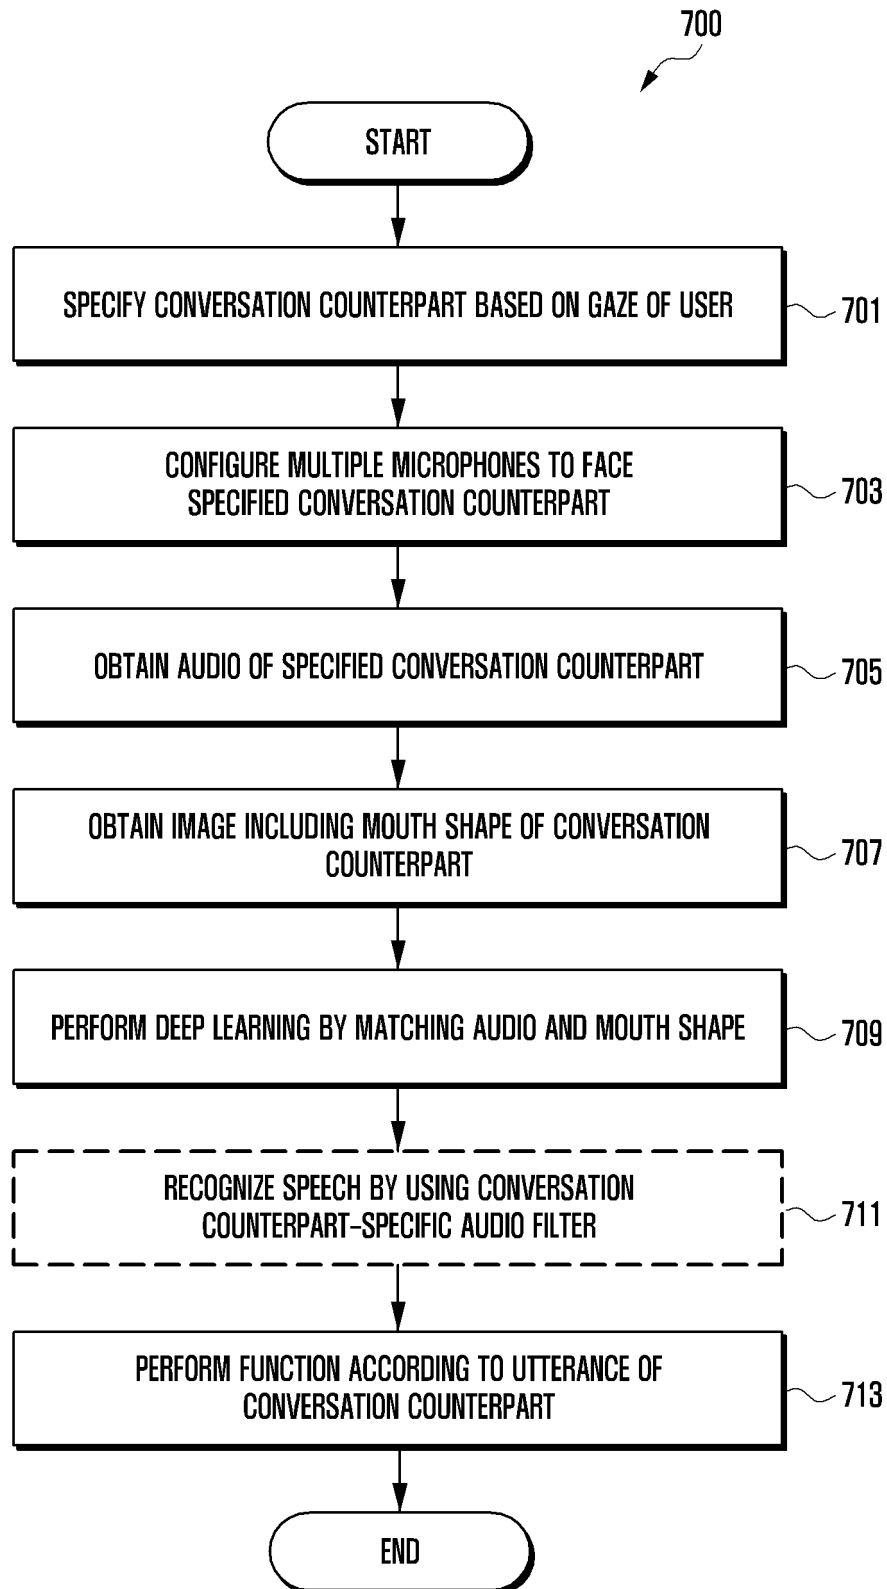 700
START
SPECIFY CONVERSATION COUNTERPART BASED ON GAZE OF USER
701
CONFIGURE MULTIPLE MICROPHONES TO FACE
SPECIFIED CONVERSATION COUNTERPART
703
OBTAIN AUDIO OF SPECIFIED CONVERSATION COUNTERPART
705
OBTAIN IMAGE INCLUDING MOUTH SHAPE OF CONVERSATION
COUNTERPART
707
PERFORM DEEP LEARNING BY MATCHING AUDIO AND MOUTH SHAPE
709
RECOGNIZE SPEECH BY USING CONVERSATION
COUNTERPART-SPECIFIC AUDIO FILTER
711
PERFORM FUNCTION ACCORDING TO UTTERANCE OF
CONVERSATION COUNTERPART
713
END